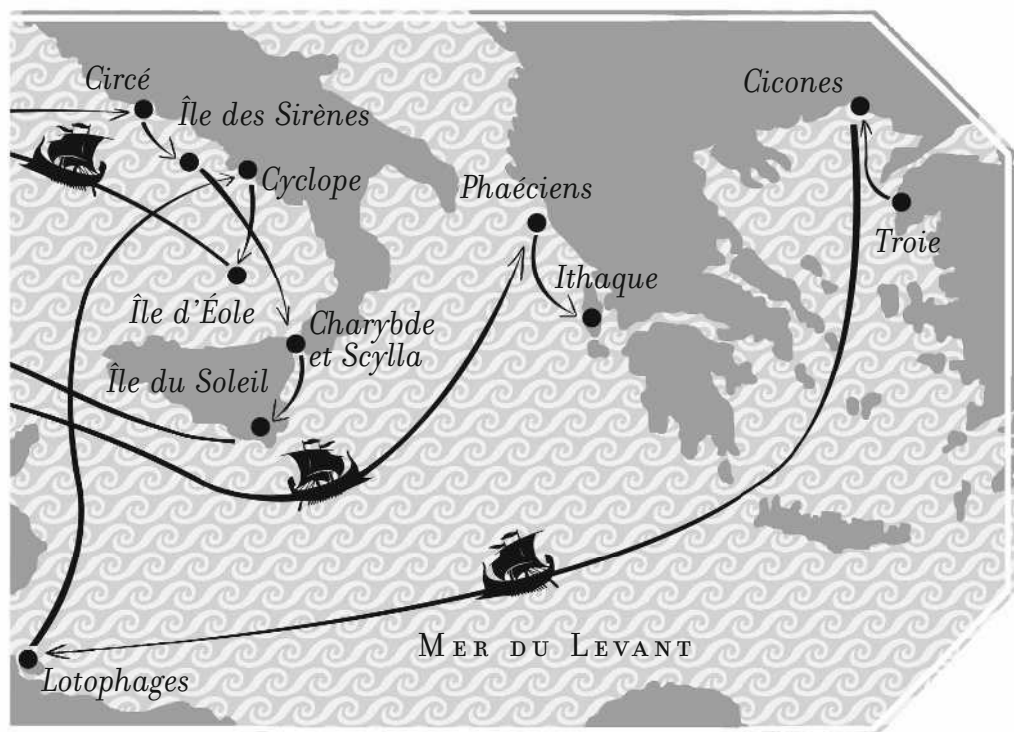 Circé
Cicones
Île des Sirènes
Cyclope
Phaéciens
Troie
Ithaque
Île d'Éole
Charybde
et Scylla
Île du Soleil
MER DU LEVANT
Lotophages